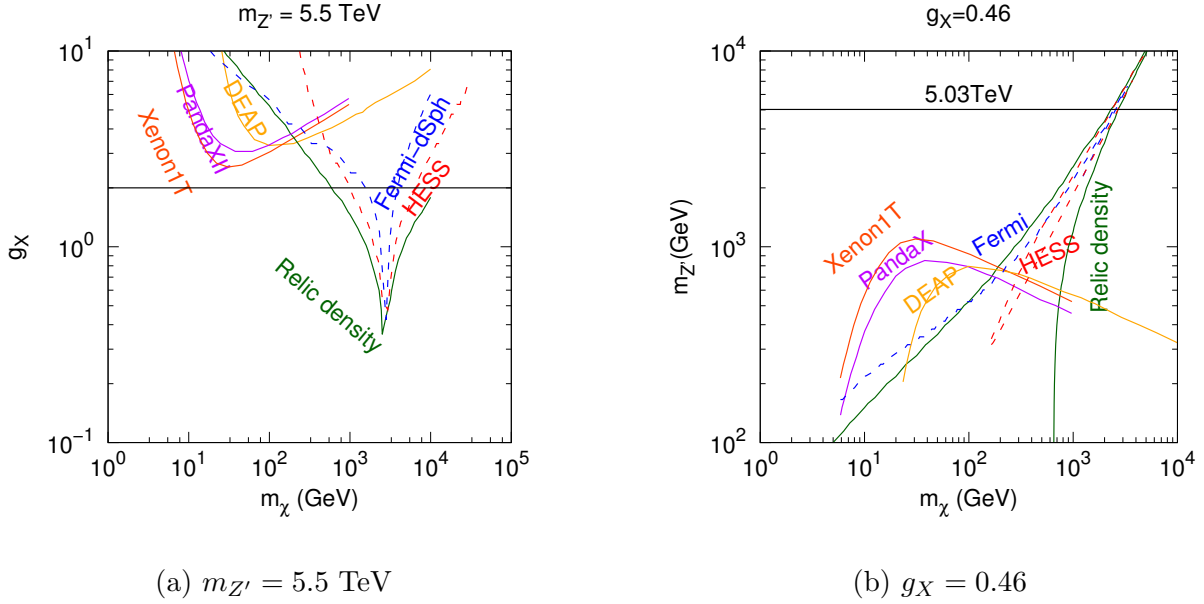 m_Z' = 5.5 TeV
g_X
10^1
10^0
10^-1
Xenon1T
PandaXII
DEAP
Fermi-dSph
HESS
Relic density
10^0 10^1 10^2 10^3 10^4 10^5
m_χ (GeV)
(a) m_Z' = 5.5 TeV
g_X=0.46
m_Z' (GeV)
10^4
10^3
10^2
5.03TeV
Xenon1T
PandaX
DEAP
Fermi
HESS
Relic density
10^0 10^1 10^2 10^3 10^4
m_χ (GeV)
(b) g_X = 0.46